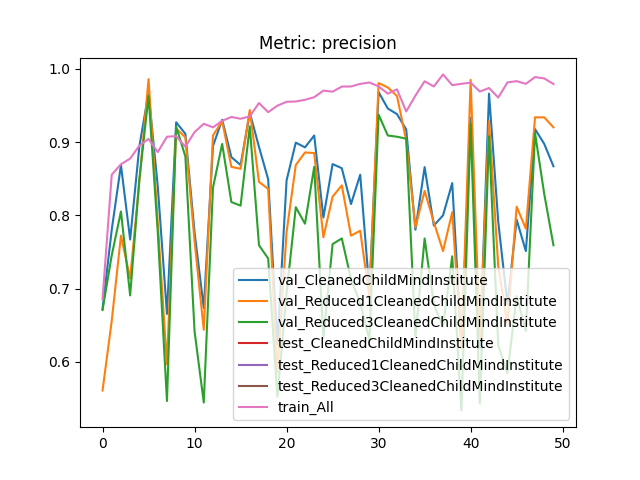 Metric: precision
1.0
0.9
0.8
0.7
0.6
0
10
20
30
40
50
val_CleanedChildMindInstitute
val_Reduced1CleanedChildMindInstitute
val_Reduced3CleanedChildMindInstitute
test_CleanedChildMindInstitute
test_Reduced1CleanedChildMindInstitute
test_Reduced3CleanedChildMindInstitute
train_All